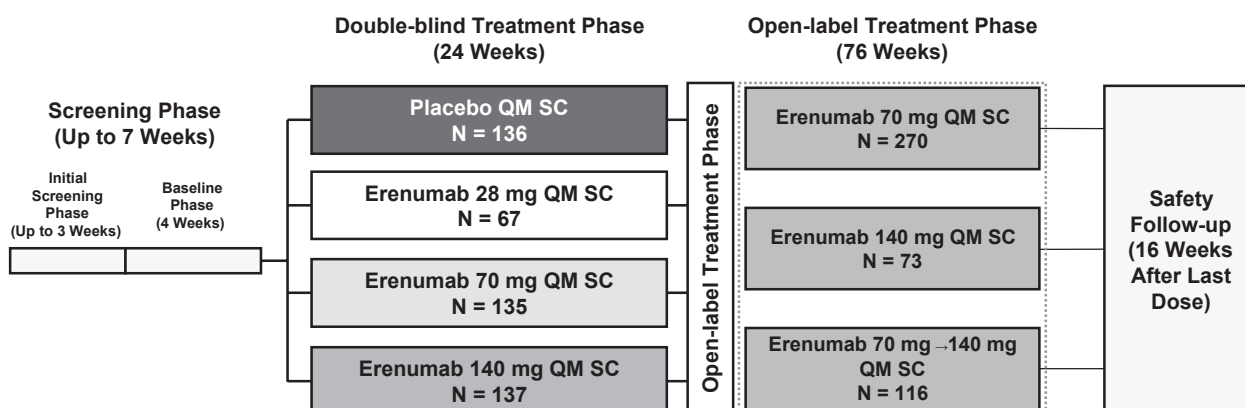 Double-blind Treatment Phase
(24 Weeks)
Open-label Treatment Phase
(76 Weeks)
Screening Phase
(Up to 7 Weeks)
Initial
Screening
Phase
(Up to 3 Weeks)
Baseline
Phase
(4 Weeks)
Placebo QM SC
N = 136
Erenumab 28 mg QM SC
N = 67
Erenumab 70 mg QM SC
N = 135
Erenumab 140 mg QM SC
N = 137
Open-label Treatment Phase
Erenumab 70 mg QM SC
N = 270
Erenumab 140 mg QM SC
N = 73
Erenumab 70 mg→140 mg
QM SC
N = 116
Safety
Follow-up
(16 Weeks
After Last
Dose)